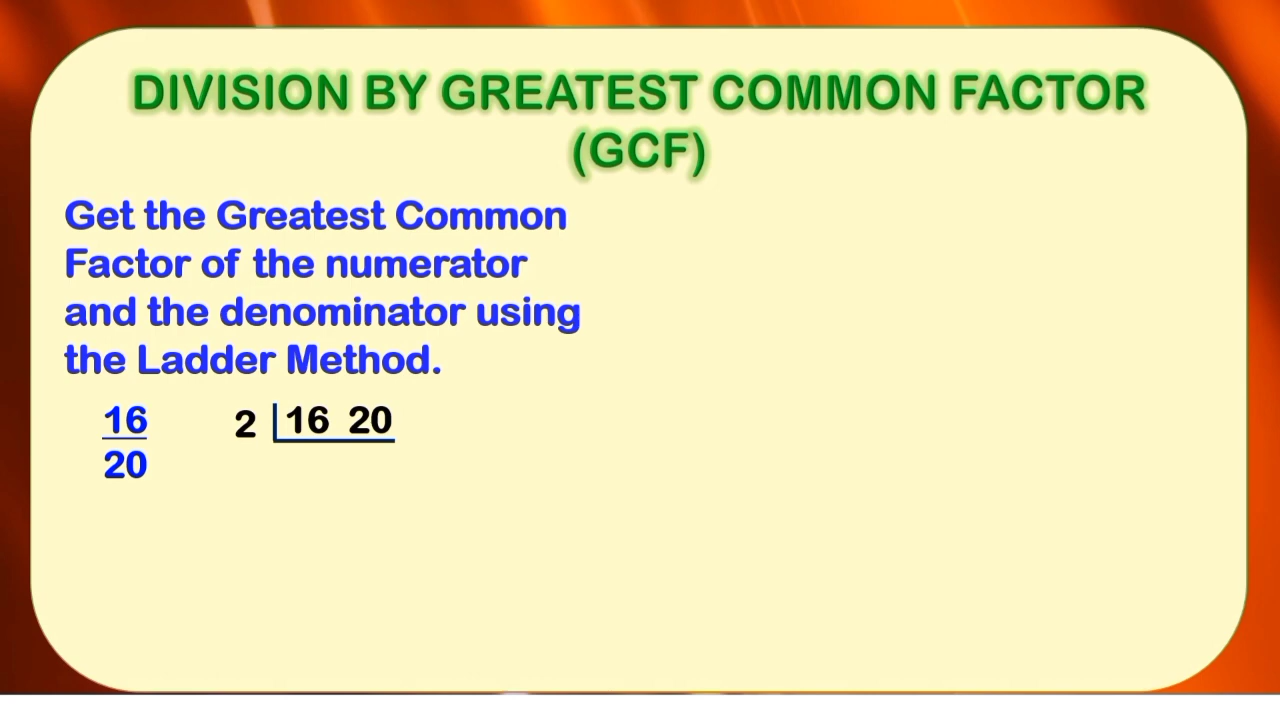 DIVISION BY GREATEST COMMON FACTOR
(GCF)
Get the Greatest Common
Factor of the numerator
and the denominator using
the Ladder Method.
16 2 16 20
20